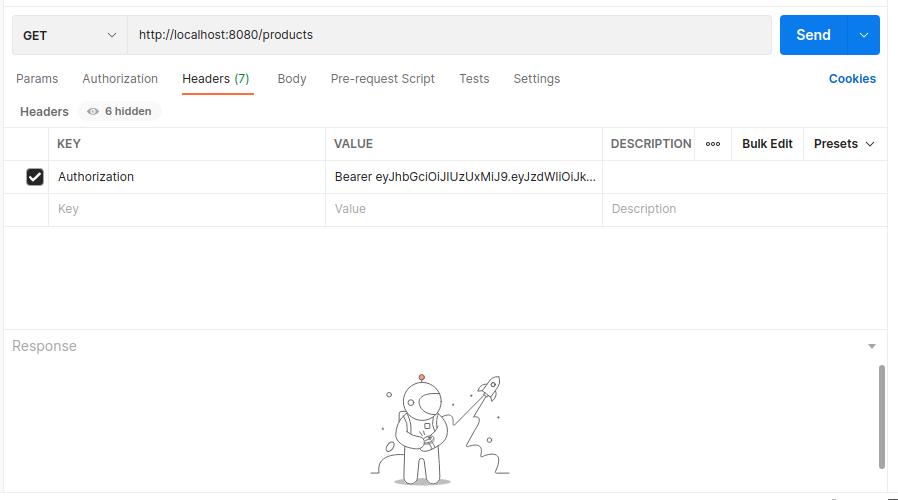 GET http://localhost:8080/products Send
Params Authorization Headers (7) Body Pre-request Script Tests Settings Cookies
Headers 6 hidden
KEY VALUE DESCRIPTION ooo Bulk Edit Presets
Authorization Bearer eyJhbGciOiJIUzUxMiJ9.eyJzdWIiOiJk...
Key Value Description
Response